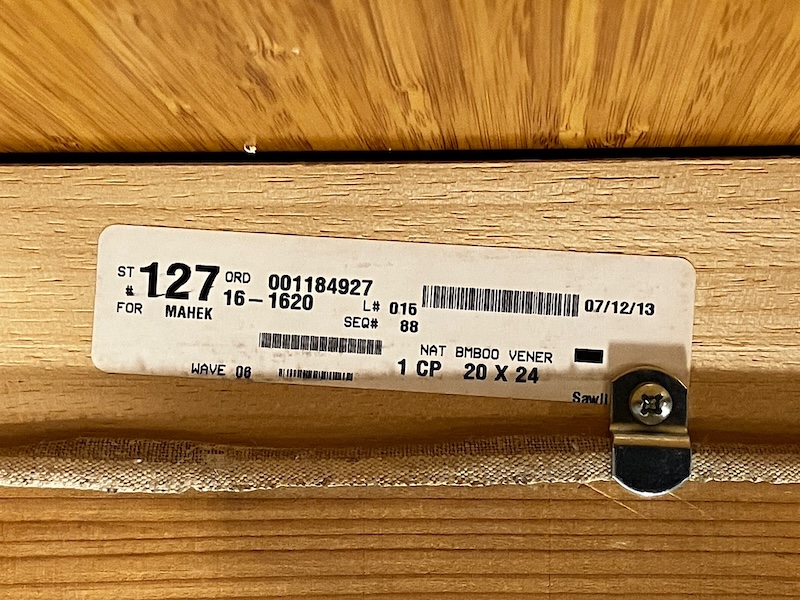 ST # 127 ORD 001184927
16-1620 L# 016 07/12/13
FOR MAHEK SEQ# 88
NAT BMBOO VENER
WAVE 06 1 CP 20 X 24